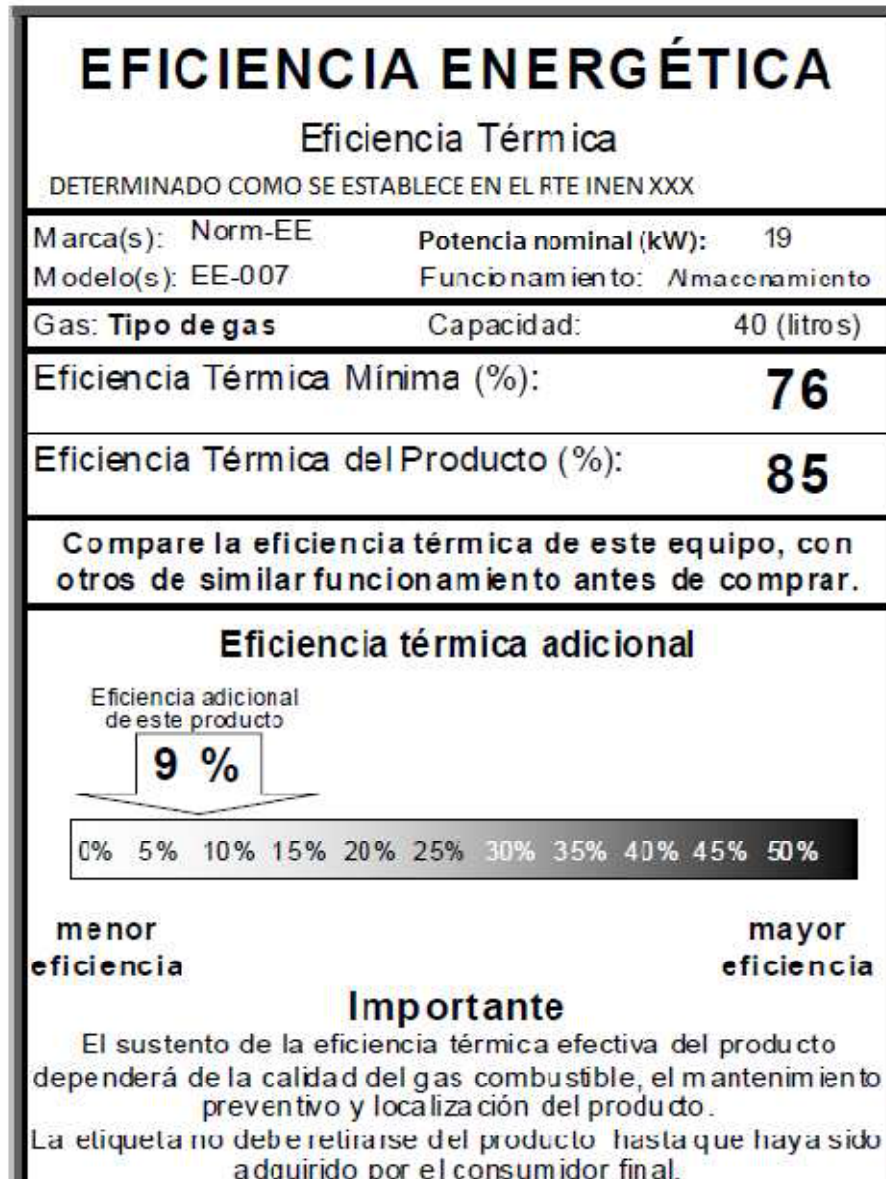 EFICIENCIA ENERGÉTICA
Eficiencia Térmica
DETERMINADO COMO SE ESTABLECE EN EL RTE INEN XXX
Marca(s): Norm-EE Potencia nominal (kW): 19
Modelo(s): EE-007 Funcionamiento: Almacenamiento
Gas: Tipo de gas Capacidad: 40 (litros)
Eficiencia Térmica Mínima (%): 76
Eficiencia Térmica del Producto (%): 85
Compare la eficiencia térmica de este equipo, con
otros de similar funcionamiento antes de comprar.
Eficiencia térmica adicional
Eficiencia adicional
de este producto
9 %
0% 5% 10% 15% 20% 25% 30% 35% 40% 45% 50%
menor mayor
eficiencia eficiencia
Importante
El sustento de la eficiencia térmica efectiva del producto
dependerá de la calidad del gas combustible, el mantenimiento
preventivo y localización del producto.
La etiqueta no debe retirarse del producto hasta que haya sido
adquirido por el consumidor final.